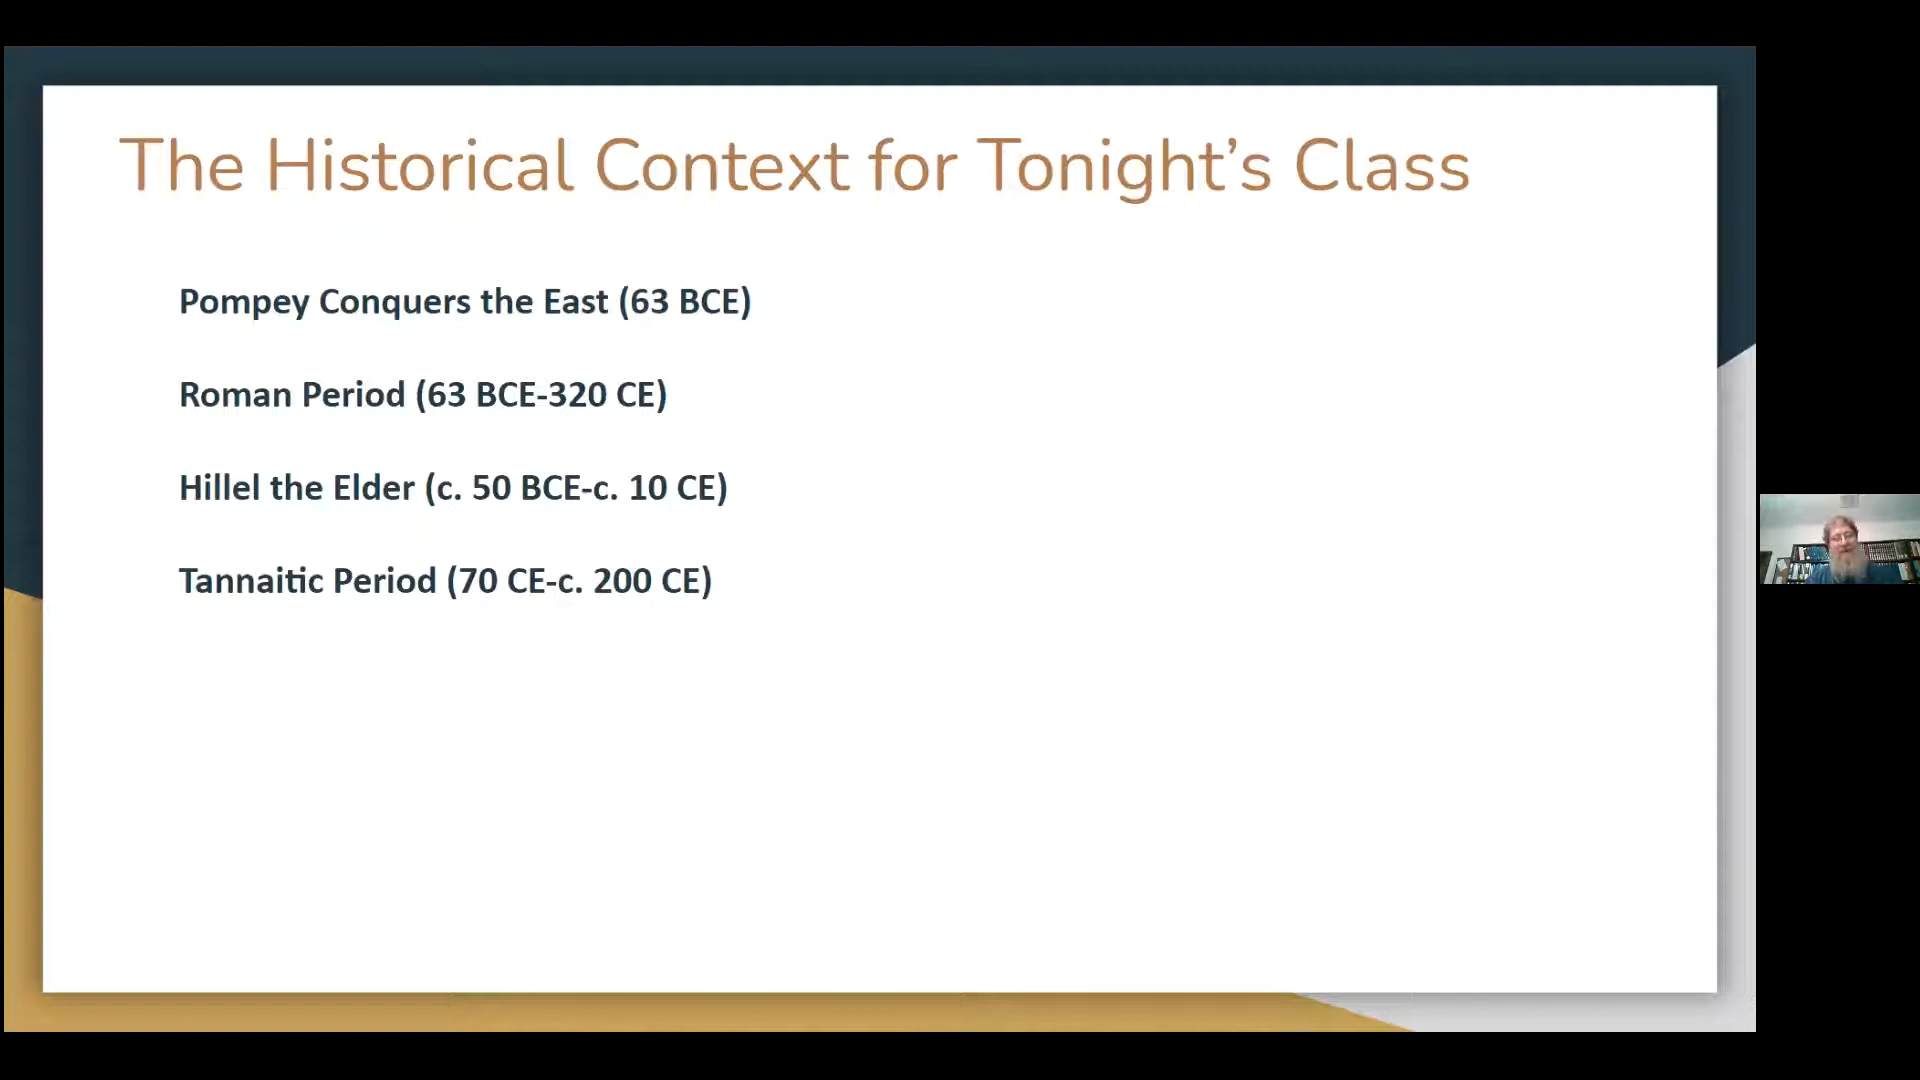 The Historical Context for Tonight’s Class
Pompey Conquers the East (63 BCE)
Roman Period (63 BCE-320 CE)
Hillel the Elder (c. 50 BCE-c. 10 CE)
Tannaitic Period (70 CE-c. 200 CE)